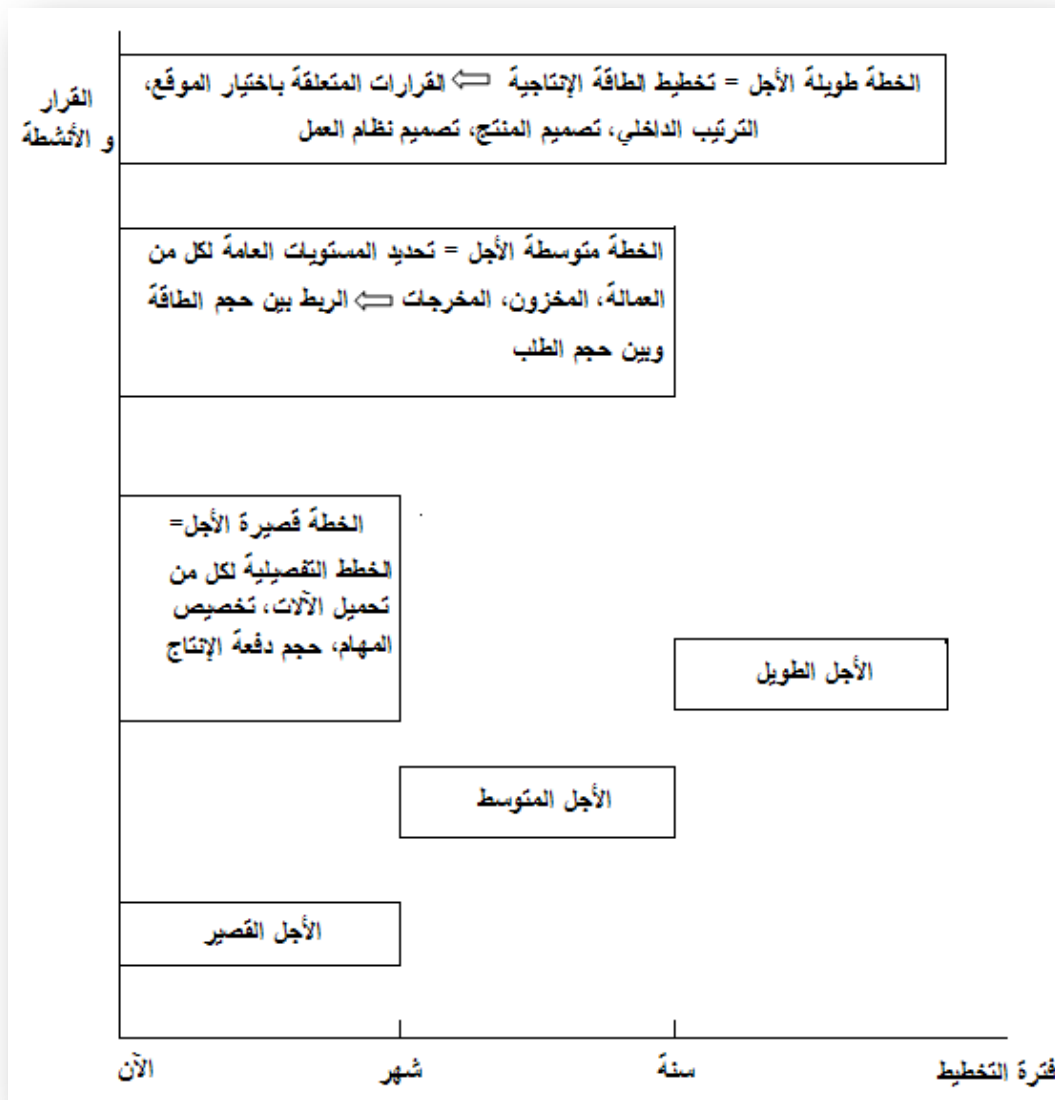 القرار
و الأنشطة
الخطة طويلة الأجل = تخطيط الطاقة الإنتاجية ⇦ القرارات المتعلقة باختيار الموقع،
الترتيب الداخلي، تصميم المنتج، تصميم نظام العمل
الخطة متوسطة الأجل = تحديد المستويات العامة لكل من
العمالة، المخزون، المخرجات ⇦ الربط بين حجم الطاقة
وبين حجم الطلب
الخطة قصيرة الأجل=
الخطط التفصيلية لكل من
تحميل الآلات، تخصيص
المهام، حجم دفعة الإنتاج
الأجل الطويل
الأجل المتوسط
الأجل القصير
الآن
شهر
سنة
فترة التخطيط